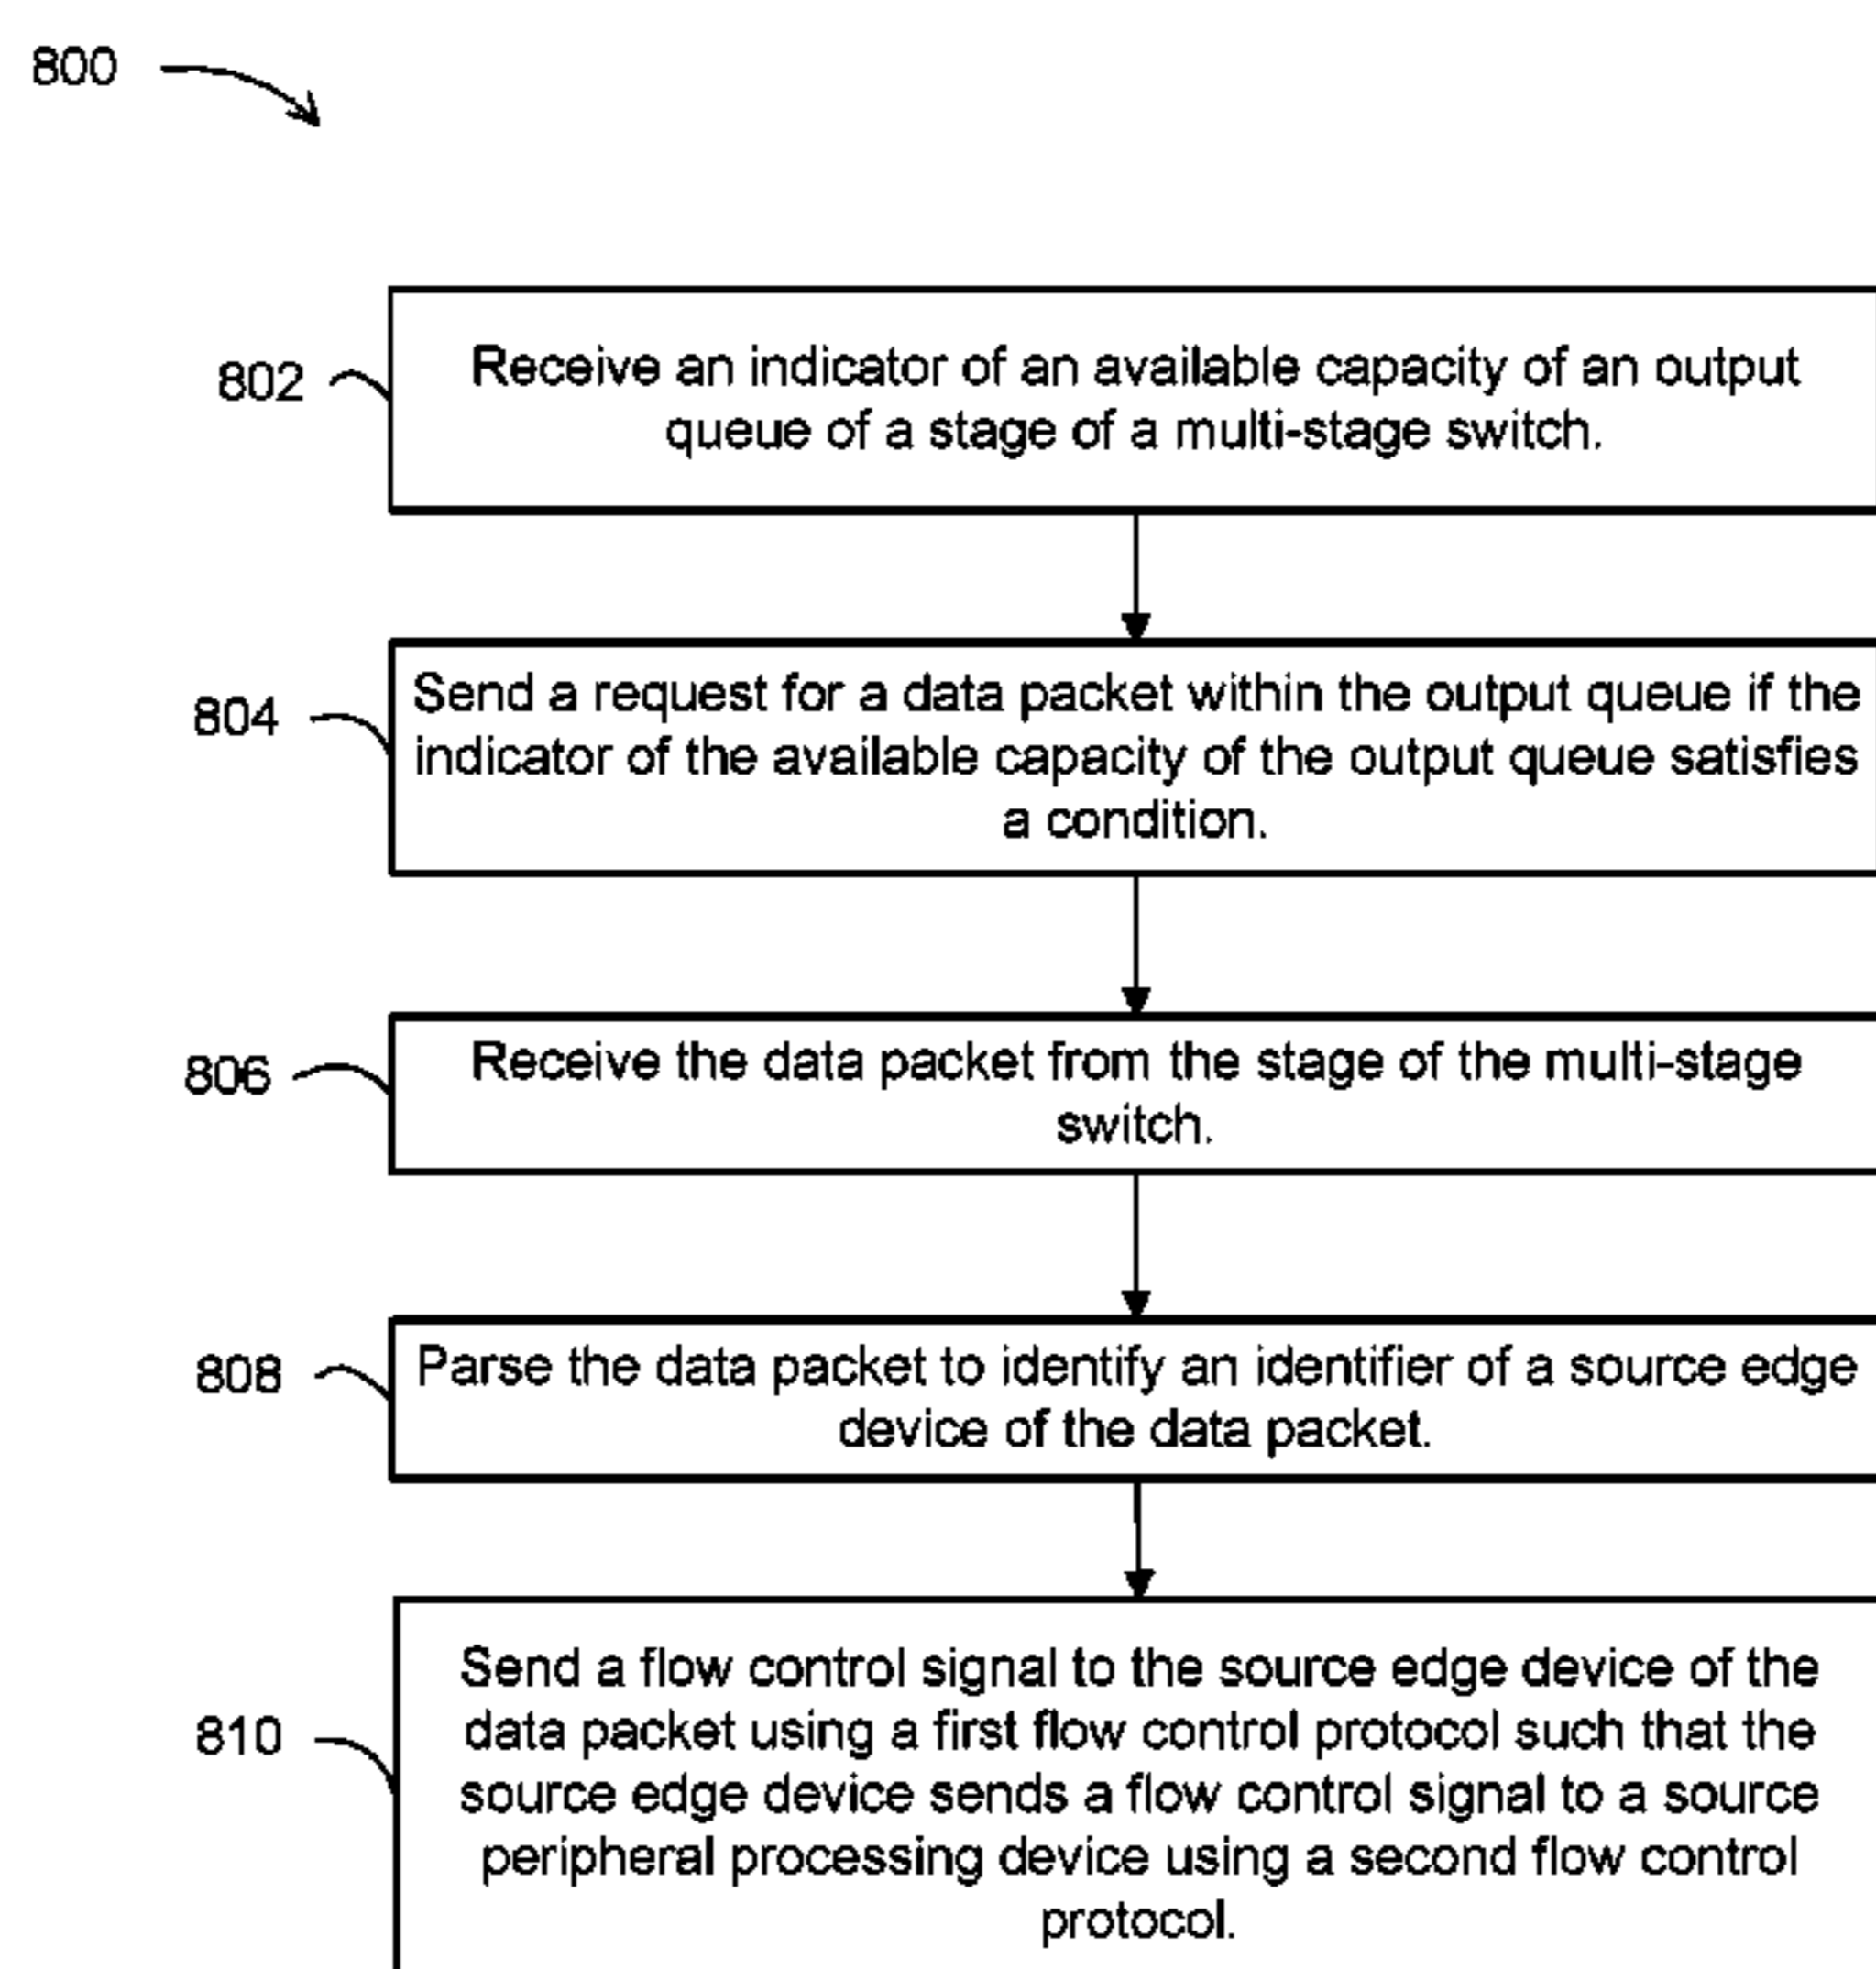 800
802
Receive an indicator of an available capacity of an output
queue of a stage of a multi-stage switch.
804
Send a request for a data packet within the output queue if the
indicator of the available capacity of the output queue satisfies
a condition.
806
Receive the data packet from the stage of the multi-stage
switch.
808
Parse the data packet to identify an identifier of a source edge
device of the data packet.
810
Send a flow control signal to the source edge device of the
data packet using a first flow control protocol such that the
source edge device sends a flow control signal to a source
peripheral processing device using a second flow control
protocol.